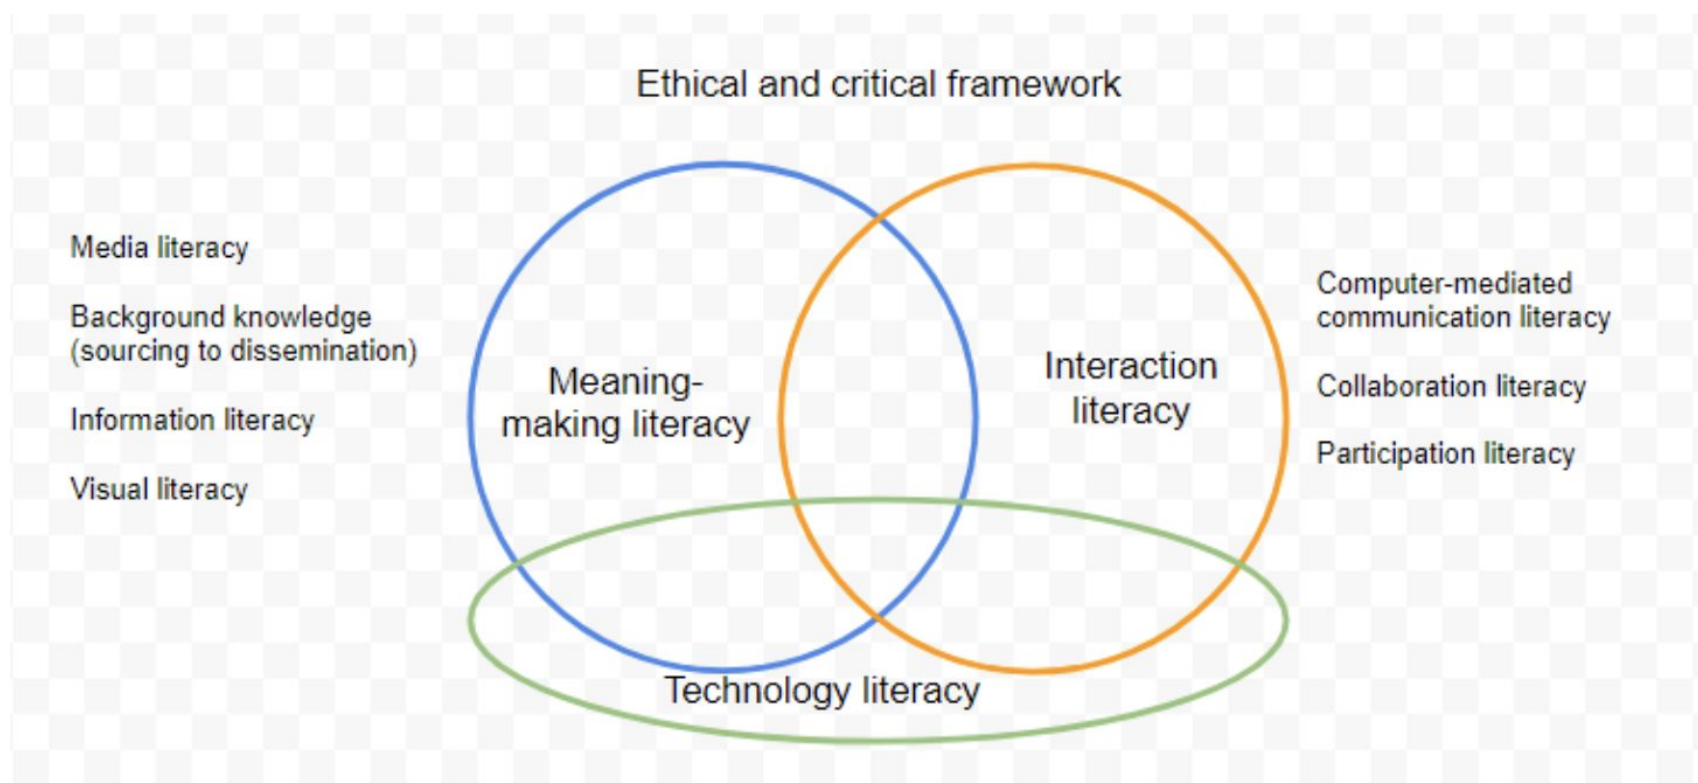 Ethical and critical framework
Media literacy
Background knowledge
(sourcing to dissemination)
Information literacy
Visual literacy
Meaning-
making literacy
Interaction
literacy
Computer-mediated
communication literacy
Collaboration literacy
Participation literacy
Technology literacy